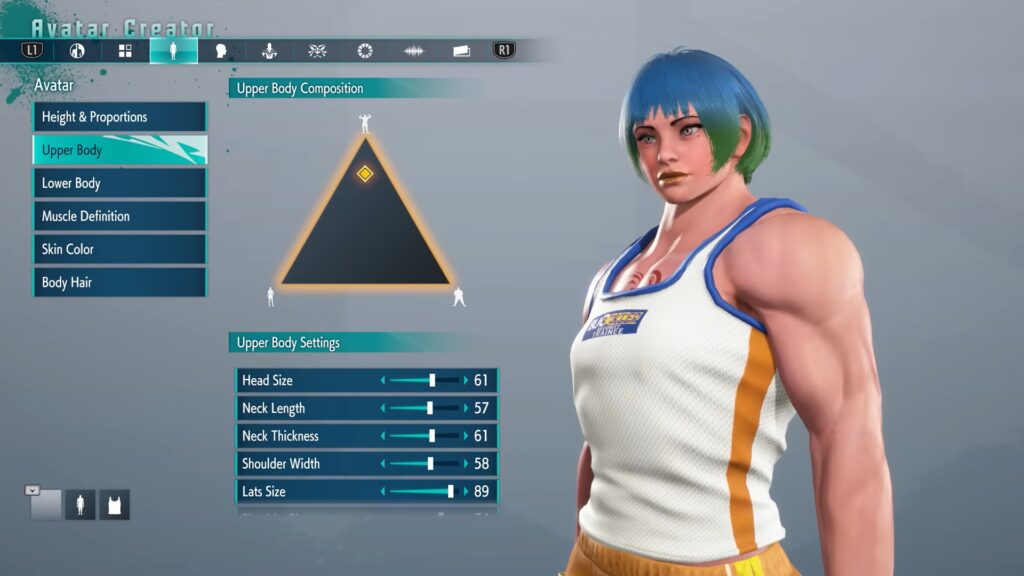 Avatar Creator
L1
R1
Avatar
Height & Proportions
Upper Body
Lower Body
Muscle Definition
Skin Color
Body Hair
Upper Body Composition
Upper Body Settings
Head Size 61
Neck Length 57
Neck Thickness 61
Shoulder Width 58
Lats Size 89
TRAINEE